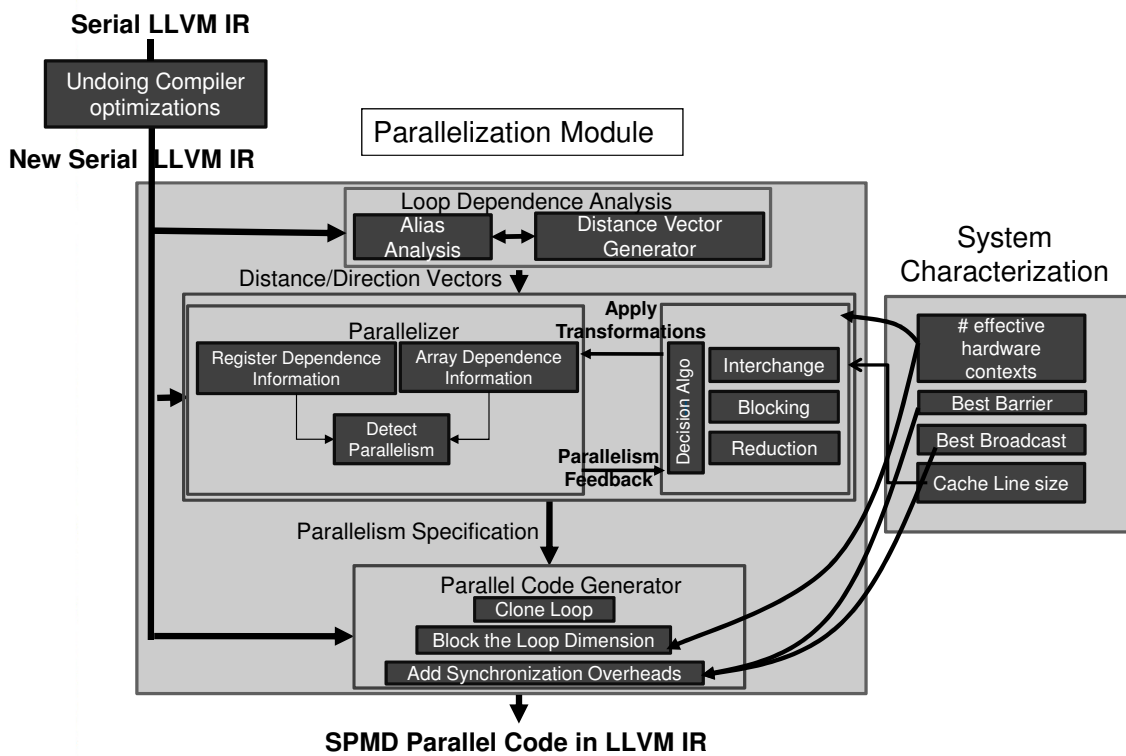 Serial LLVM IR
Undoing Compiler
optimizations
New Serial LLVM IR
Parallelization Module
Loop Dependence Analysis
Alias
Analysis
Distance Vector
Generator
Distance/Direction Vectors
Parallelizer
Register Dependence
Information
Array Dependence
Information
Detect
Parallelism
Apply
Transformations
Parallelism
Feedback
Decision Algo
Interchange
Blocking
Reduction
System
Characterization
# effective
hardware
contexts
Best Barrier
Best Broadcast
Cache Line size
Parallelism Specification
Parallel Code Generator
Clone Loop
Block the Loop Dimension
Add Synchronization Overheads
SPMD Parallel Code in LLVM IR